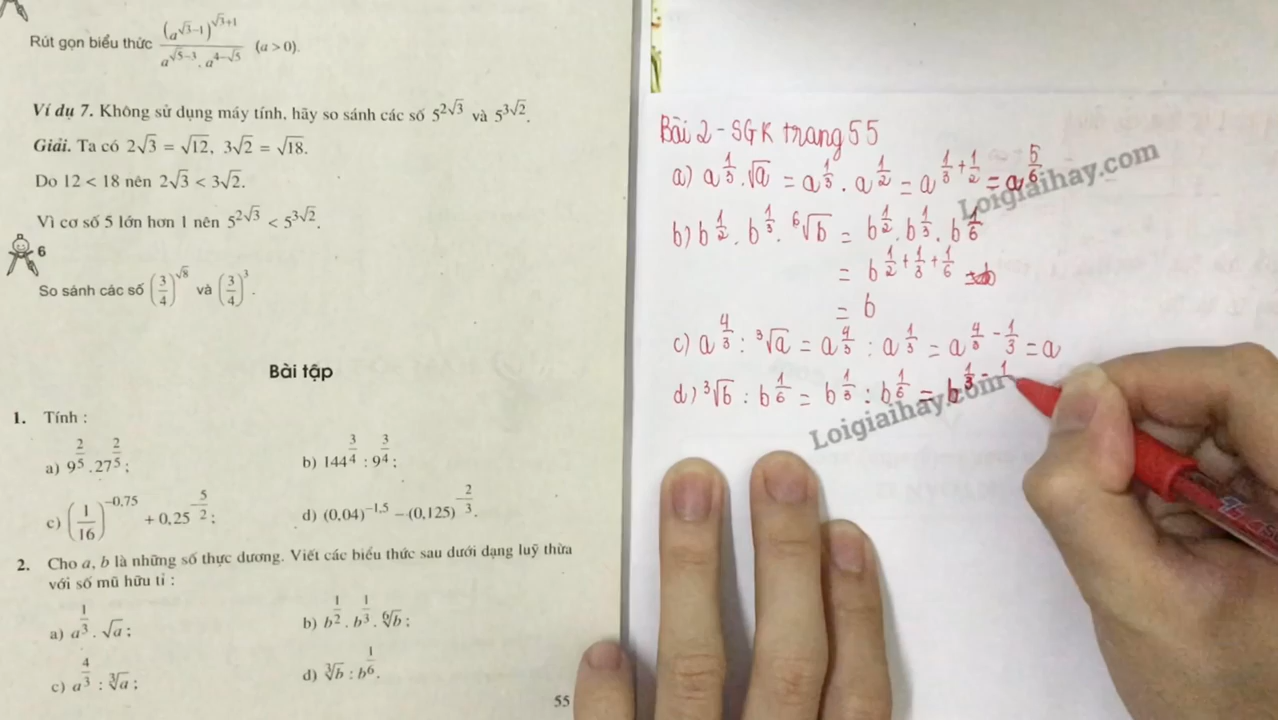 Rút gọn biểu thức (a^(√3−1))^(√3+1) / (a^(√5−3) . a^(4−√5)) (a > 0).
Ví dụ 7. Không sử dụng máy tính, hãy so sánh các số 5^(2√3) và 5^(3√2).
Giải. Ta có 2√3 = √12, 3√2 = √18.
Do 12 < 18 nên 2√3 < 3√2.
Vì cơ số 5 lớn hơn 1 nên 5^(2√3) < 5^(3√2).
6
So sánh các số (3/4)^(√8) và (3/4)^3.
Bài tập
1. Tính :
a) 9^(2/5) . 27^(2/5) ; b) 144^(3/4) : 9^(3/4) ;
c) (1/16)^(−0,75) + 0,25^(−5/2) ; d) (0,04)^(−1,5) − (0,125)^(−2/3).
2. Cho a, b là những số thực dương. Viết các biểu thức sau dưới dạng luỹ thừa
với số mũ hữu tỉ :
a) a^(1/3) . √a ; b) b^(1/2) . b^(1/3) . ⁶√b ;
c) a^(4/3) : ³√a ; d) ³√b : b^(1/6).
55
Bài 2 - SGK trang 55
a) a^(1/3) . √a = a^(1/3) . a^(1/2) = a^(1/3 + 1/2) = a^(5/6)
Loigiaihay.com
b) b^(1/2) . b^(1/3) . ⁶√b = b^(1/2) . b^(1/3) . b^(1/6)
= b^(1/2 + 1/3 + 1/6)
= b
c) a^(4/3) : ³√a = a^(4/3) : a^(1/3) = a^(4/3 − 1/3) = a
d) ³√b : b^(1/6) = b^(1/3) : b^(1/6) = b^(1/3 − 1
Loigiaihay.com